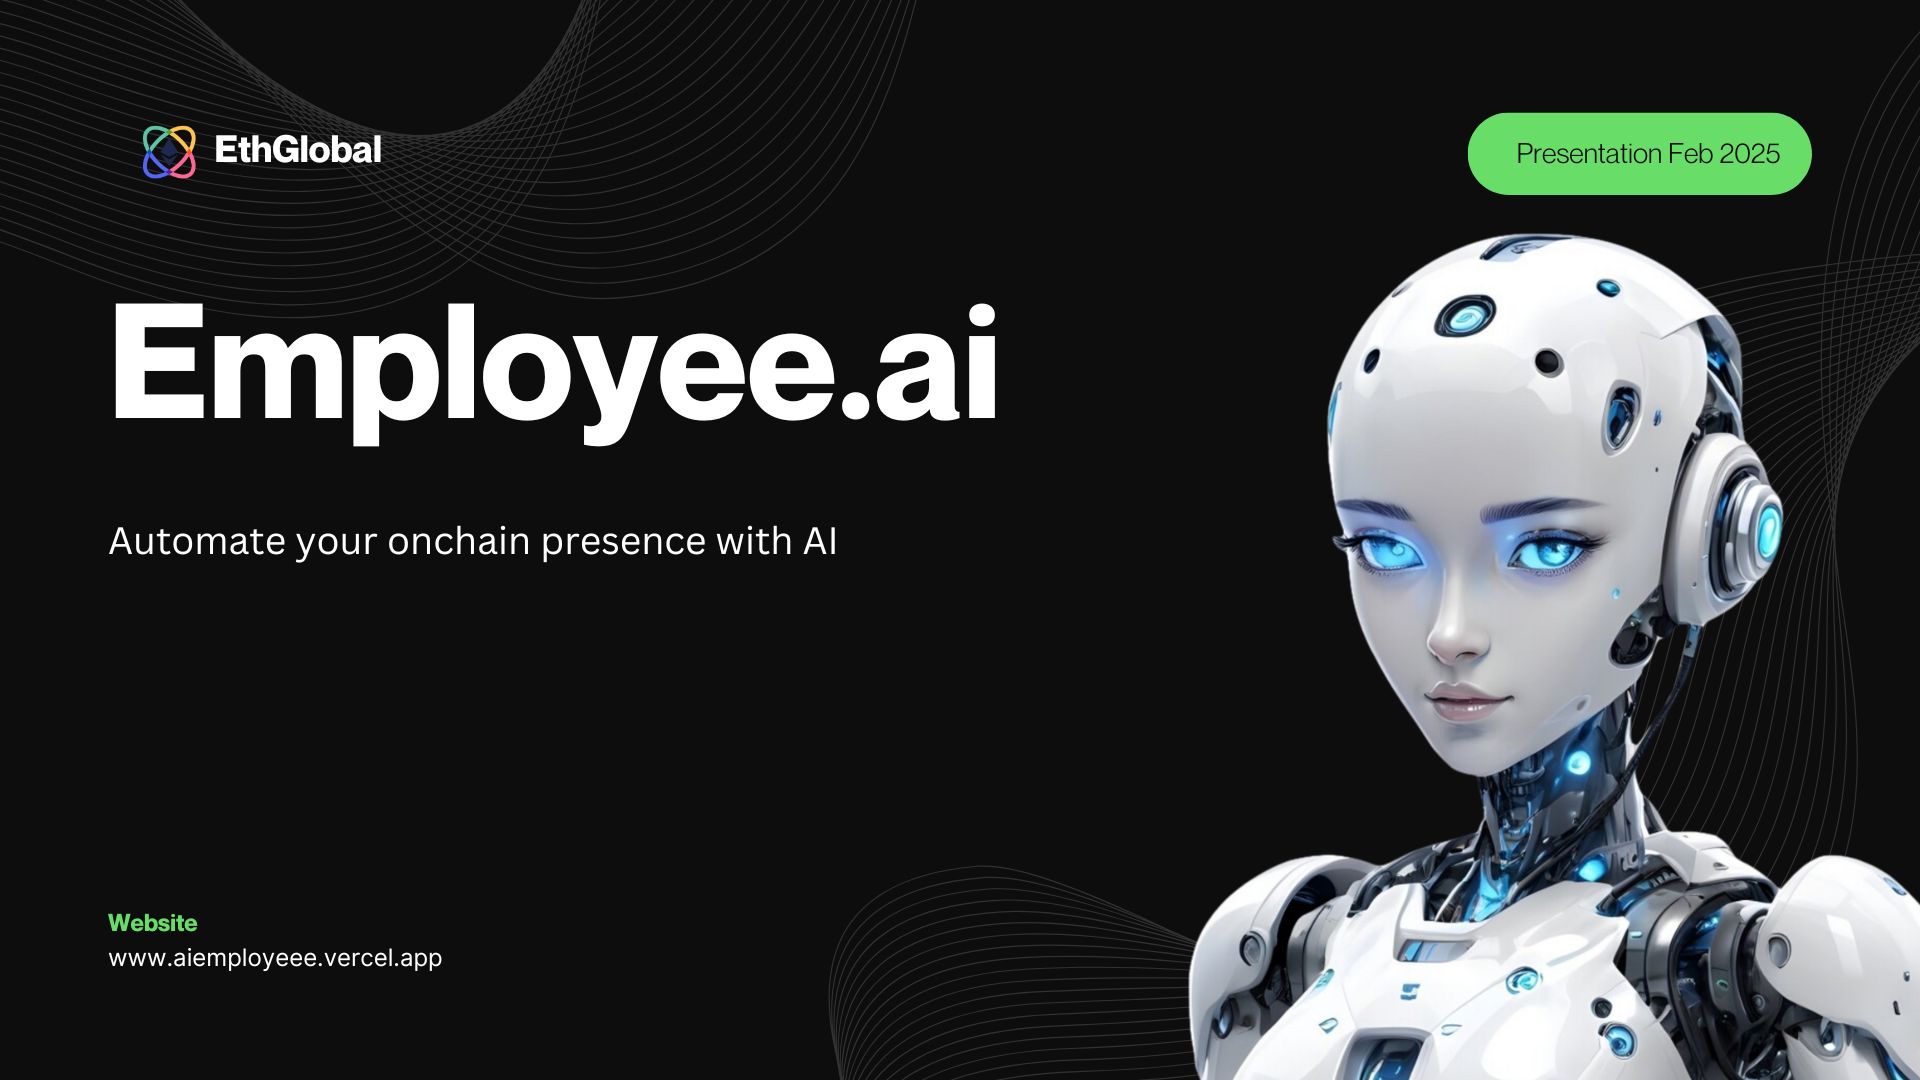 EthGlobal
Presentation Feb 2025
Employee.ai
Automate your onchain presence with AI
Website
www.aiemployeee.vercel.app